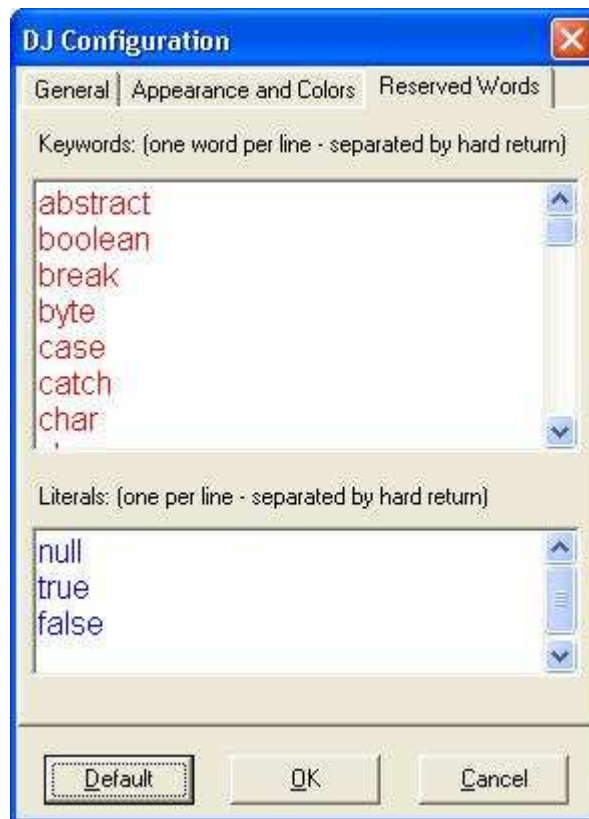 DJ Configuration
General Appearance and Colors Reserved Words
Keywords: (one word per line - separated by hard return)
abstract
boolean
break
byte
case
catch
char
Literals: (one per line - separated by hard return)
null
true
false
Default OK Cancel